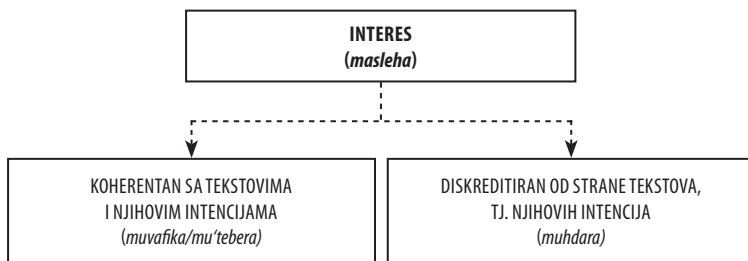 INTERES
(masleha)
KOHERENTAN SA TEKSTOVIMA
I NJIHOVIM INTENCIJAMA
(muvafika/mu‘tebera)
DISKREDITIRAN OD STRANE TEKSTOVA,
TJ. NJIHOVIH INTENCIJA
(muhdara)